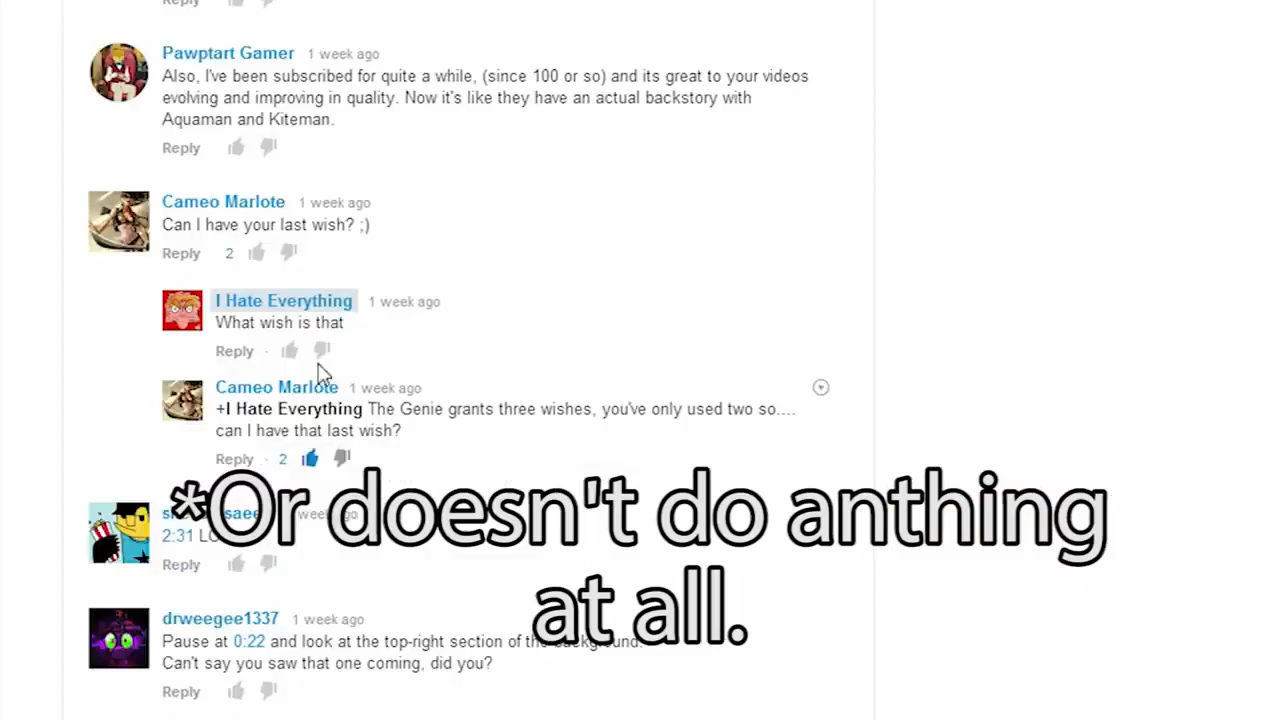 Reply
Pawptart Gamer 1 week ago
Also, I've been subscribed for quite a while, (since 100 or so) and its great to your videos
evolving and improving in quality. Now it's like they have an actual backstory with
Aquaman and Kiteman.
Reply
Cameo Marlote 1 week ago
Can I have your last wish? ;)
Reply 2
I Hate Everything 1 week ago
What wish is that
Reply ·
Cameo Marlote 1 week ago
+I Hate Everything The Genie grants three wishes, you've only used two so....
can I have that last wish?
Reply · 2
*Or doesn't do anthing
at all.
week ago
2:31
Reply
drweegee1337 1 week ago
Pause at 0:22 and look at the top-right section of the background.
Can't say you saw that one coming, did you?
Reply